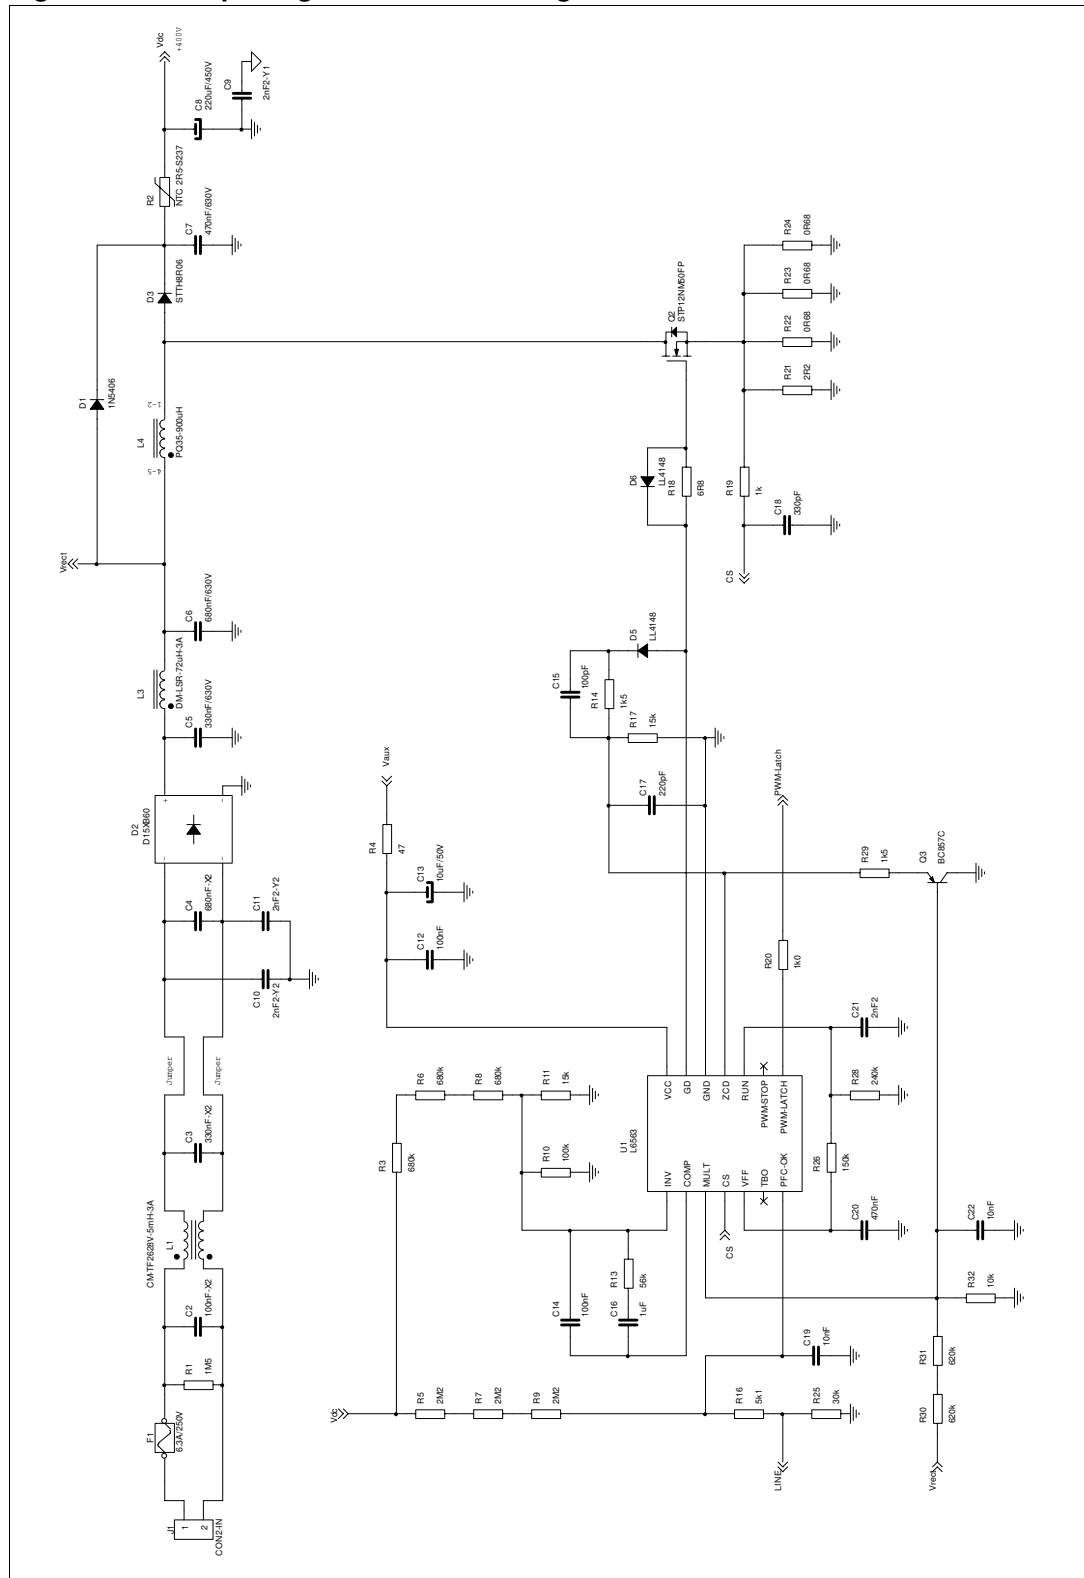 Vdc
+400V
C8
220uF/450V
C9
2nF2-Y1
R2
NTC 2R5-S237
C7
470nF/630V
D3
STTH8R06
D1
1N5406
L4
1-2
PQ35-900uH
4-5
Vrect
C6
680nF/630V
L3
DM-LSR-72uH-3A
C5
330nF/630V
D2
D15XB60
+
~
~
-
C4
680nF-X2
C11
2nF2-Y2
C10
2nF2-Y2
Jumper
Jumper
C3
330nF-X2
CM-TF2628V-5mH-3A
L1
C2
100nF-X2
R1
1M5
F1
6.3A/250V
J1
1
2
CON2-IN
Vaux
R4
47
C13
10uF/50V
C12
100nF
R6
680k
R8
680k
R11
15k
R3
680k
R10
100k
C14
100nF
R13
56k
C16
1uF
Vdc
R5
2M2
R7
2M2
R9
2M2
R16
5k1
R25
30k
LINE
C19
10nF
U1
L6563
INV
COMP
MULT
CS
VFF
TBO
PFC-OK
VCC
GD
GND
ZCD
RUN
PWM-STOP
PWM-LATCH
CS
Q2
STP12NM50FP
R24
0R68
R23
0R68
R22
0R68
R21
2R2
D6
LL4148
R18
6R8
R19
1k
C18
330pF
CS
D5
LL4148
C15
100pF
R14
1k5
R17
15k
C17
220pF
PWM-Latch
R20
1k0
R29
1k5
Q3
BC857C
C21
2nF2
R28
240k
R26
150k
C20
470nF
C22
10nF
R32
10k
R31
620k
R30
620k
Vrect